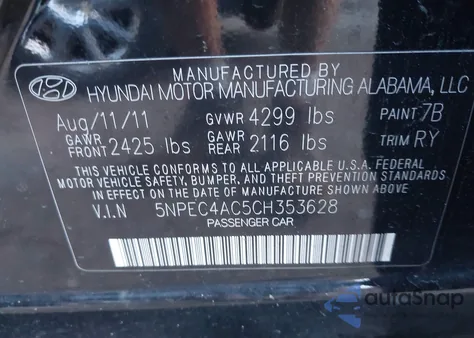 MANUFACTURED BY
HYUNDAI MOTOR MANUFACTURING ALABAMA, LLC
Aug/11/11 GVWR 4299 lbs PAINT 7B
GAWR FRONT 2425 lbs GAWR REAR 2116 lbs TRIM RY
THIS VEHICLE CONFORMS TO ALL APPLICABLE U.S.A. FEDERAL
MOTOR VEHICLE SAFETY, BUMPER, AND THEFT PREVENTION STANDARDS
IN EFFECT ON THE DATE OF MANUFACTURE SHOWN ABOVE.
V.I.N 5NPEC4AC5CH353628
PASSENGER CAR
autoSnap